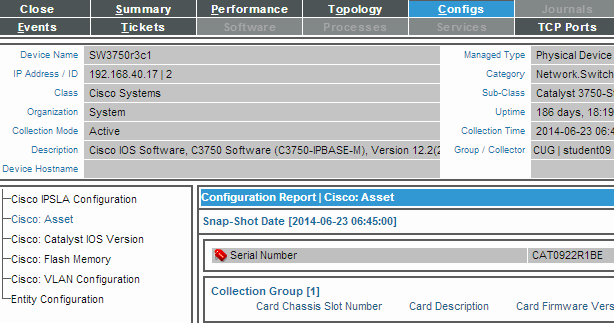 Close Summary Performance Topology Configs Journals
Events Tickets Software Processes Services TCP Ports
Device Name SW3750r3c1 Managed Type Physical Device
IP Address / ID 192.168.40.17 | 2 Category Network.Switch
Class Cisco Systems Sub-Class Catalyst 3750-S
Organization System Uptime 186 days, 18:19
Collection Mode Active Collection Time 2014-06-23 06:4
Description Cisco IOS Software, C3750 Software (C3750-IPBASE-M), Version 12.2(2 Group / Collector CUG | student09
Device Hostname
Cisco IPSLA Configuration
Cisco: Asset
Cisco: Catalyst IOS Version
Cisco: Flash Memory
Cisco: VLAN Configuration
Entity Configuration
Configuration Report | Cisco: Asset
Snap-Shot Date [2014-06-23 06:45:00]
Serial Number CAT0922R1BE
Collection Group [1]
Card Chassis Slot Number Card Description Card Firmware Vers